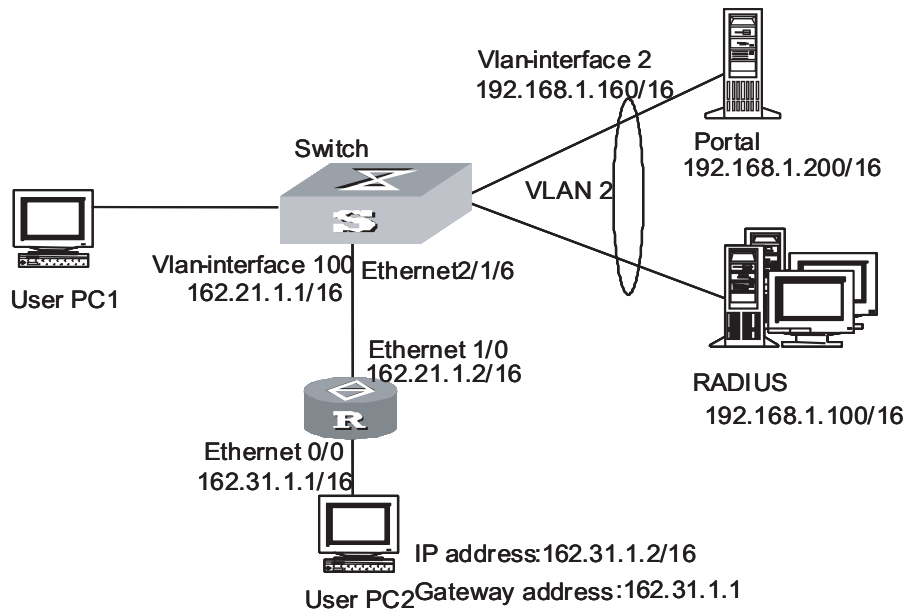 Vlan-interface 2
192.168.1.160/16
Portal
192.168.1.200/16
Switch
VLAN 2
S
User PC1
Vlan-interface 100
162.21.1.1/16
Ethernet2/1/6
Ethernet 1/0
162.21.1.2/16
RADIUS
192.168.1.100/16
R
Ethernet 0/0
162.31.1.1/16
IP address:162.31.1.2/16
User PC2
Gateway address:162.31.1.1